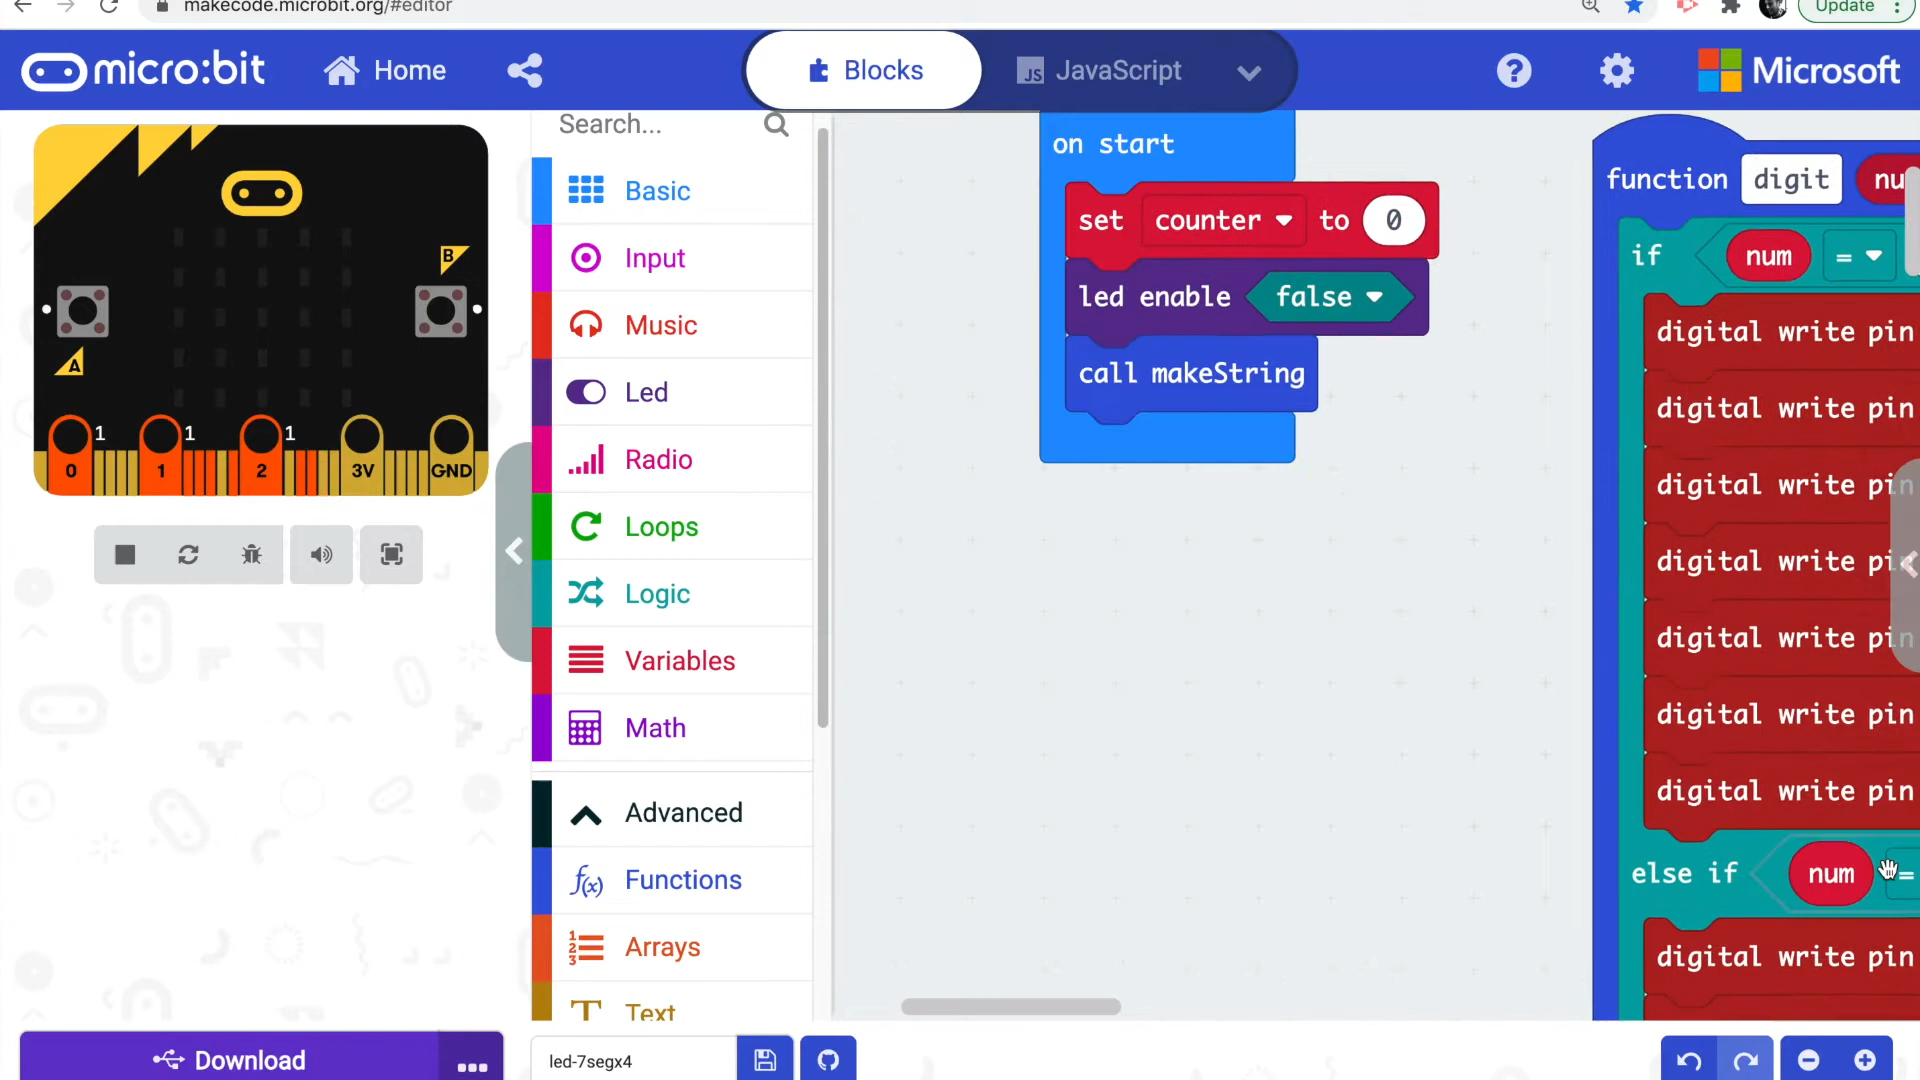 makecode.microbit.org/#editor
Update
micro:bit
Home
Blocks
JS JavaScript
Microsoft
Search...
Basic
Input
Music
Led
Radio
Loops
Logic
Variables
Math
Advanced
f(x) Functions
Arrays
Text
A
B
1
1
1
0
1
2
3V
GND
on start
set counter to 0
led enable false
call makeString
function digit nu
if num =
digital write pin
digital write pin
digital write pin
digital write pin
digital write pin
digital write pin
digital write pin
else if num =
digital write pin
Download
...
led-7segx4